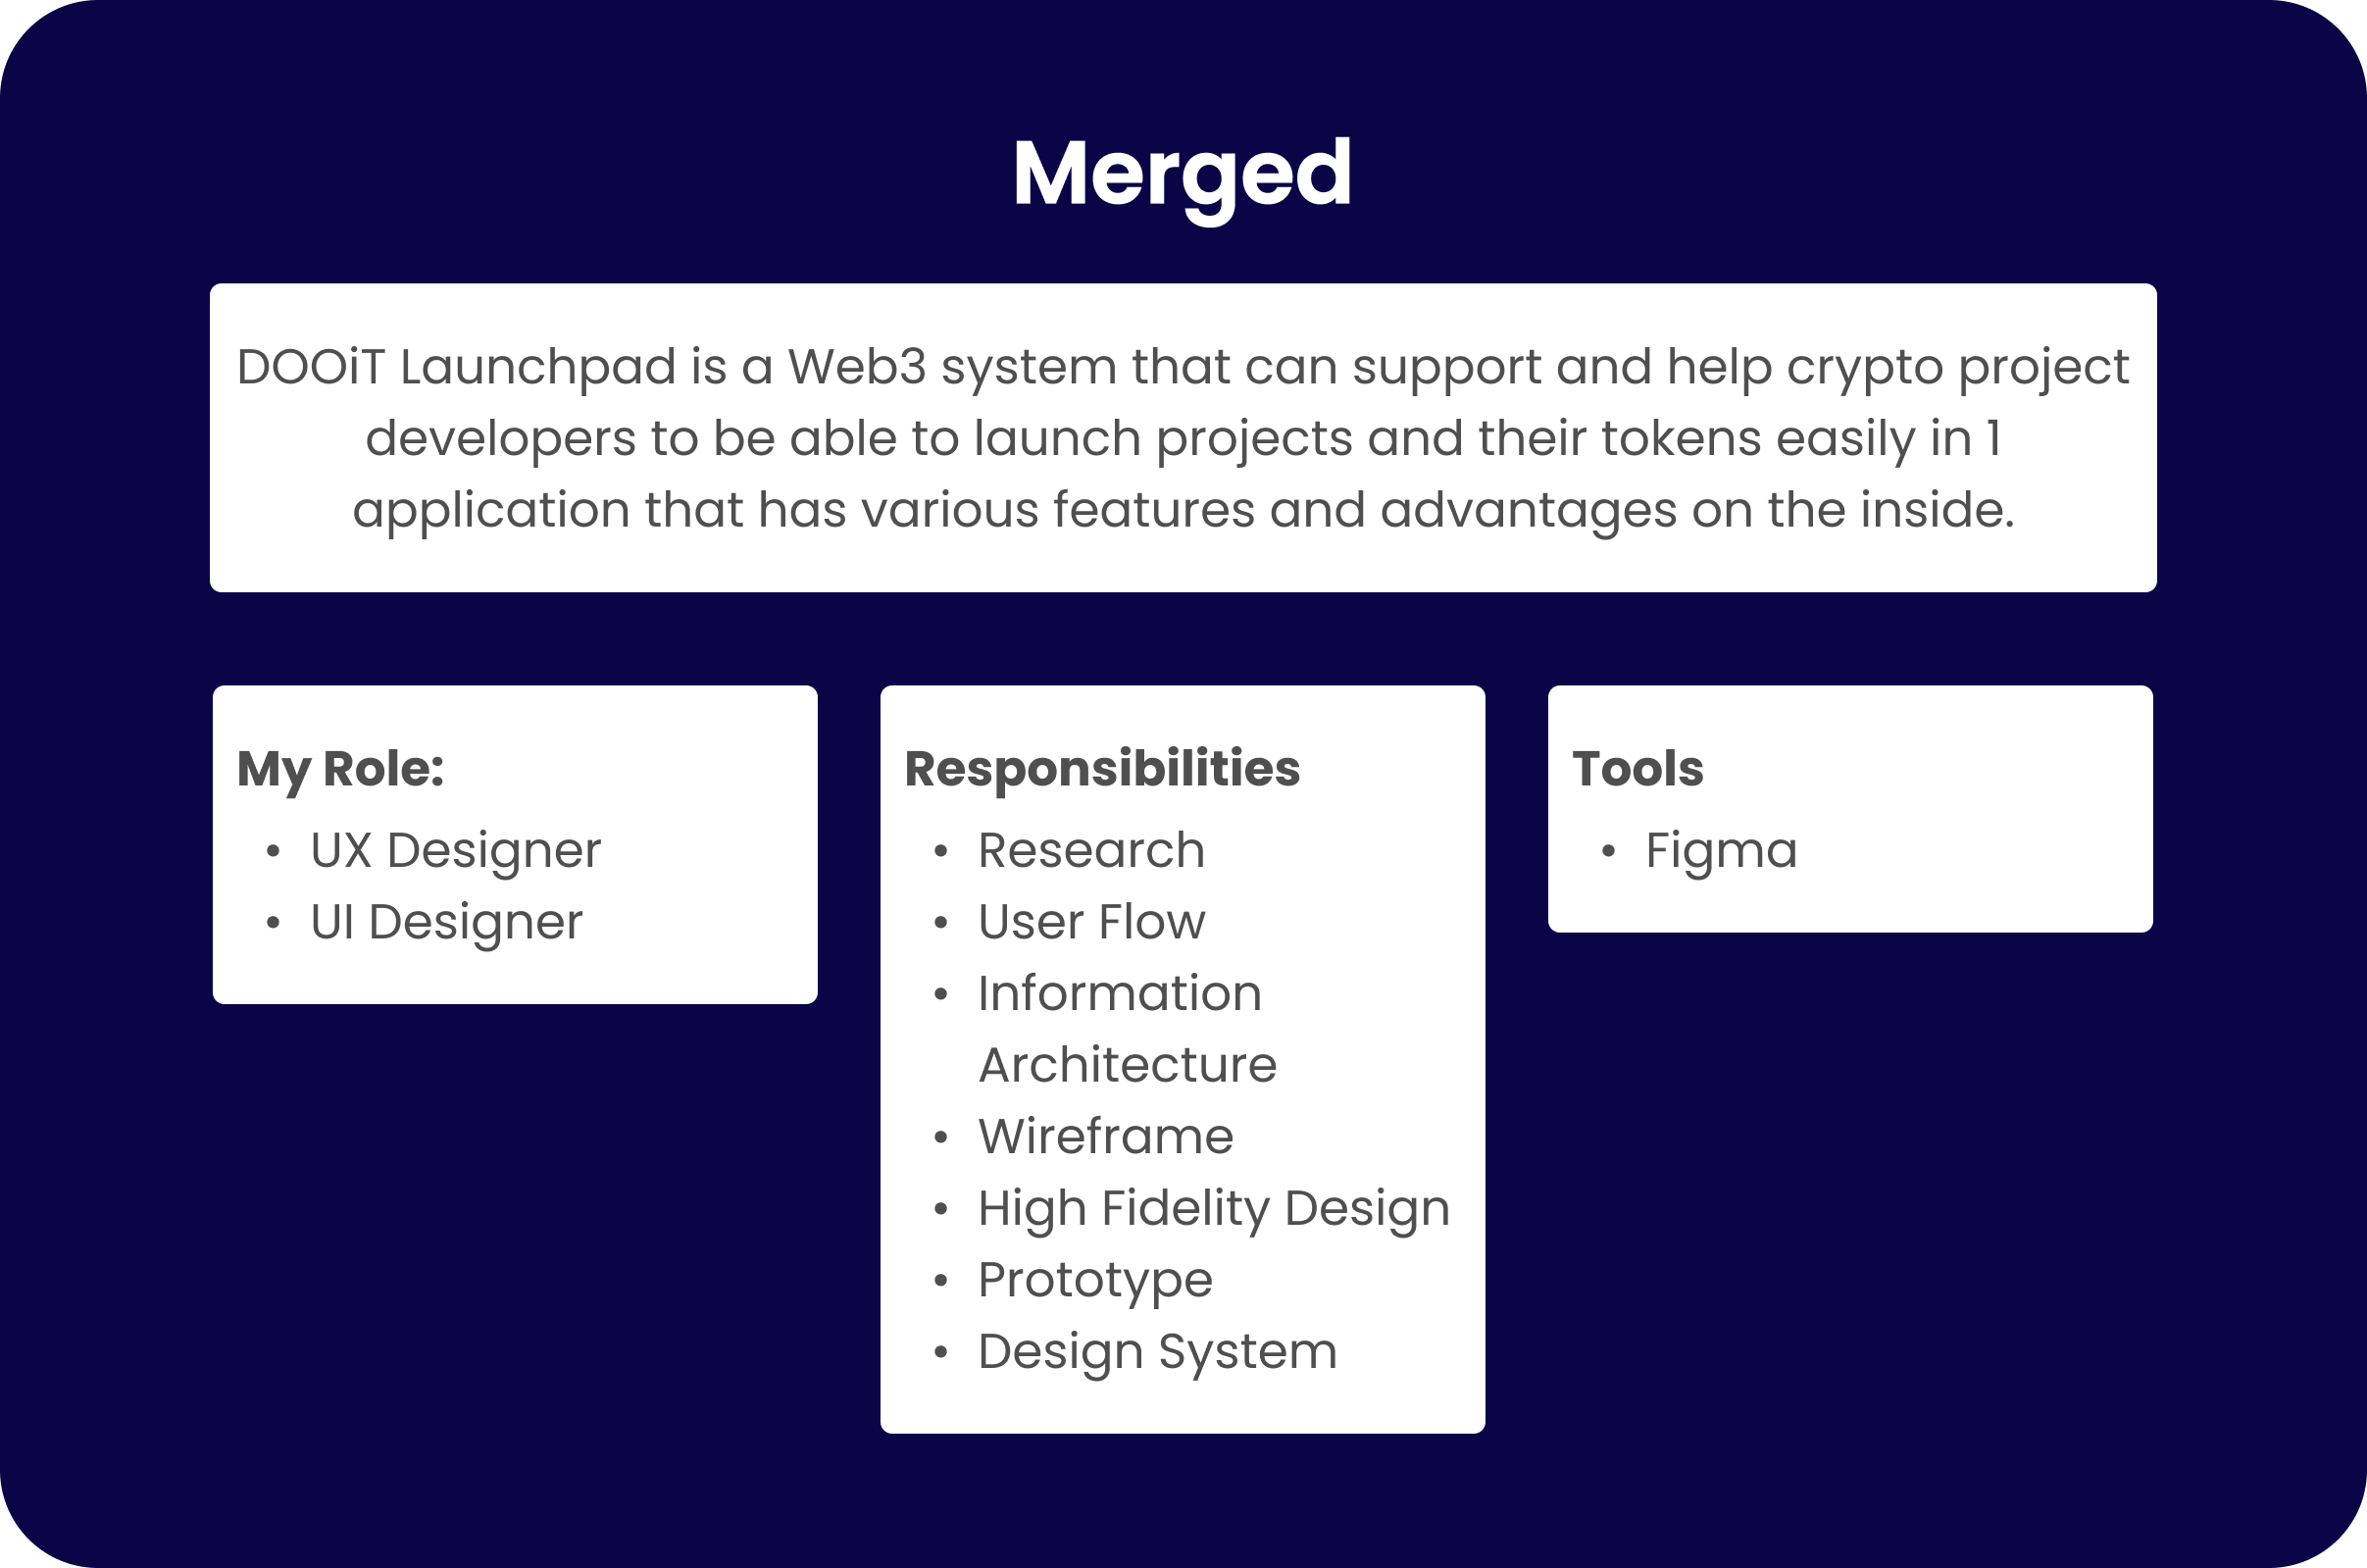 Merged
DOOiT Launchpad is a Web3 system that can support and help crypto project
developers to be able to launch projects and their tokens easily in 1
application that has various features and advantages on the inside.
My Role:
• UX Designer
• UI Designer
Responsibilities
• Research
• User Flow
• Information
Architecture
• Wireframe
• High Fidelity Design
• Prototype
• Design System
Tools
• Figma